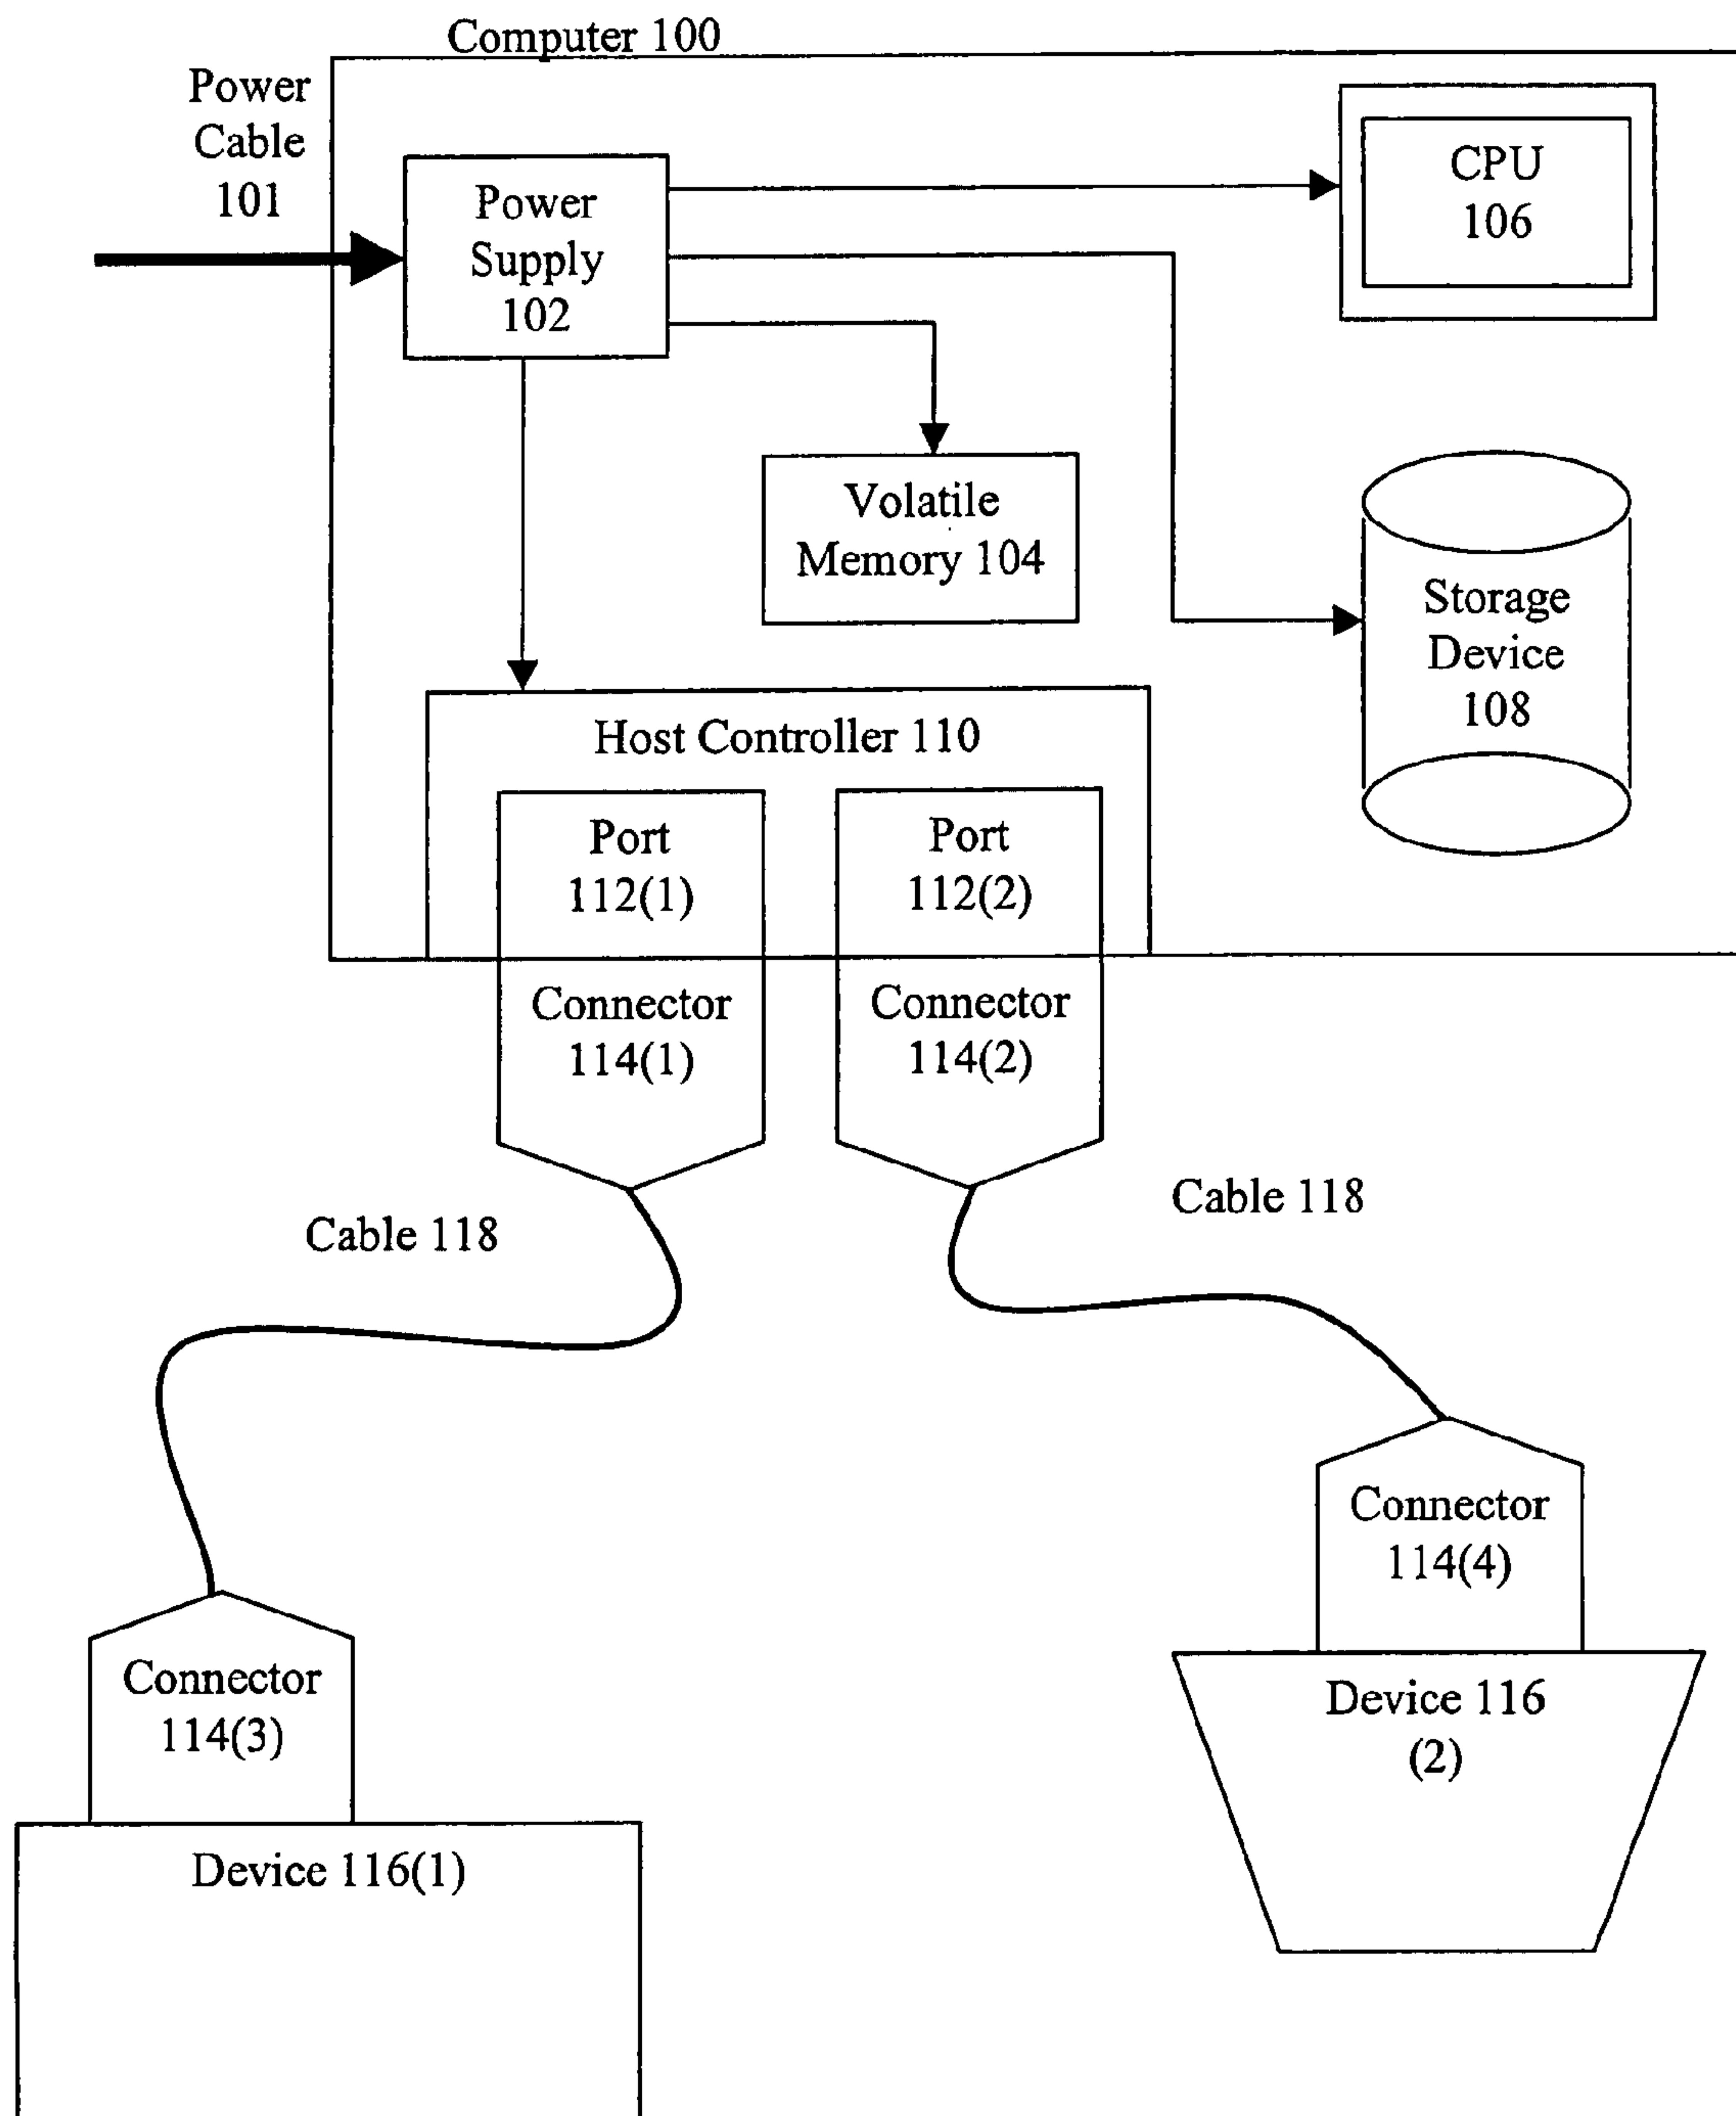 Computer 100
Power
Cable
101
Power
Supply
102
CPU
106
Volatile
Memory 104
Storage
Device
108
Host Controller 110
Port
112(1)
Port
112(2)
Connector
114(1)
Connector
114(2)
Cable 118
Cable 118
Connector
114(4)
Connector
114(3)
Device 116
(2)
Device 116(1)